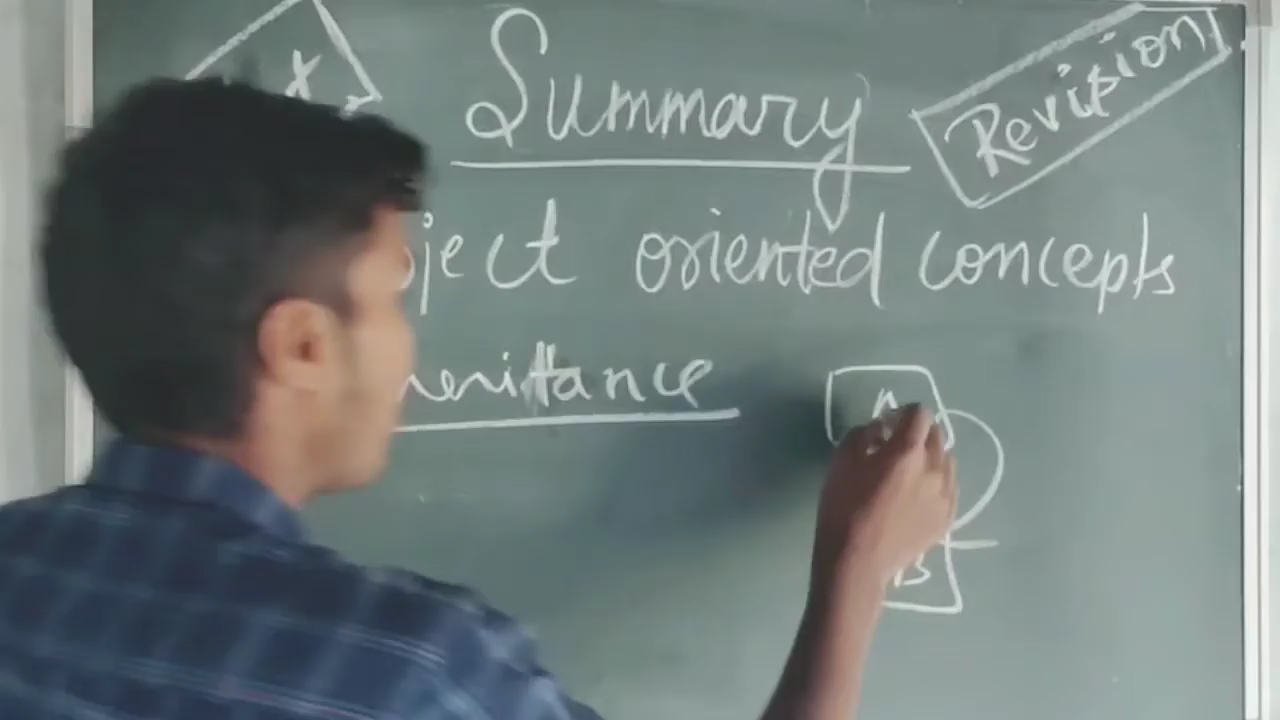 Summary
Revision
ject oriented concepts
heritance
A
B